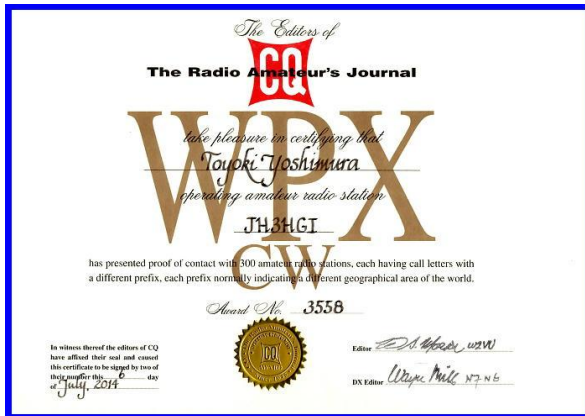 The Editors of
CQ
The Radio Amateur's Journal
WPX
take pleasure in certifying that
Toyoki Yoshimura
operating amateur radio station
JH3HGI
CW
has presented proof of contact with 300 amateur radio stations, each having call letters with
a different prefix, each prefix normally indicating a different geographical area of the world.
Award No. 3558
In witness thereof the editors of CQ
have affixed their seal and caused
this certificate to be signed by two of
their number this 6 day
of July, 2014
CQ
Editor W2VU
DX Editor Wayne Mills N7NG